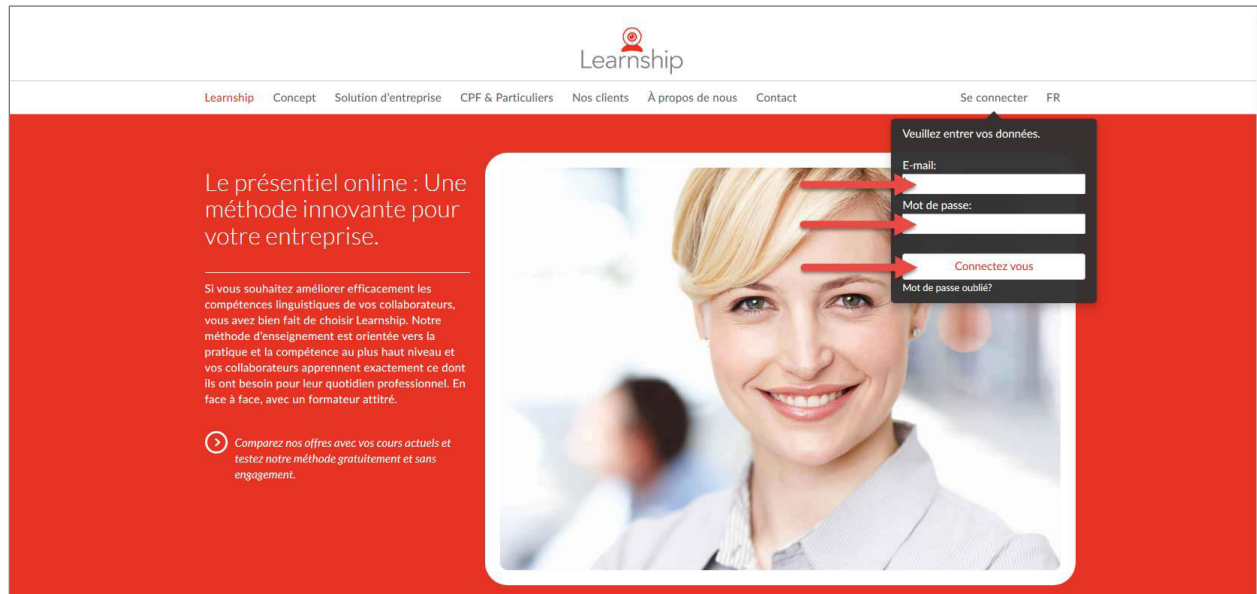 Learnship
Learnship Concept Solution d'entreprise CPF & Particuliers Nos clients À propos de nous Contact Se connecter FR
Veuillez entrer vos données.
E-mail:
Mot de passe:
Connectez vous
Mot de passe oublié?
Le présentiel online : Une
méthode innovante pour
votre entreprise.
Si vous souhaitez améliorer efficacement les
compétences linguistiques de vos collaborateurs,
vous avez bien fait de choisir Learnship. Notre
méthode d'enseignement est orientée vers la
pratique et la compétence au plus haut niveau et
vos collaborateurs apprennent exactement ce dont
ils ont besoin pour leur quotidien professionnel. En
face à face, avec un formateur attitré.
Comparez nos offres avec vos cours actuels et
testez notre méthode gratuitement et sans
engagement.